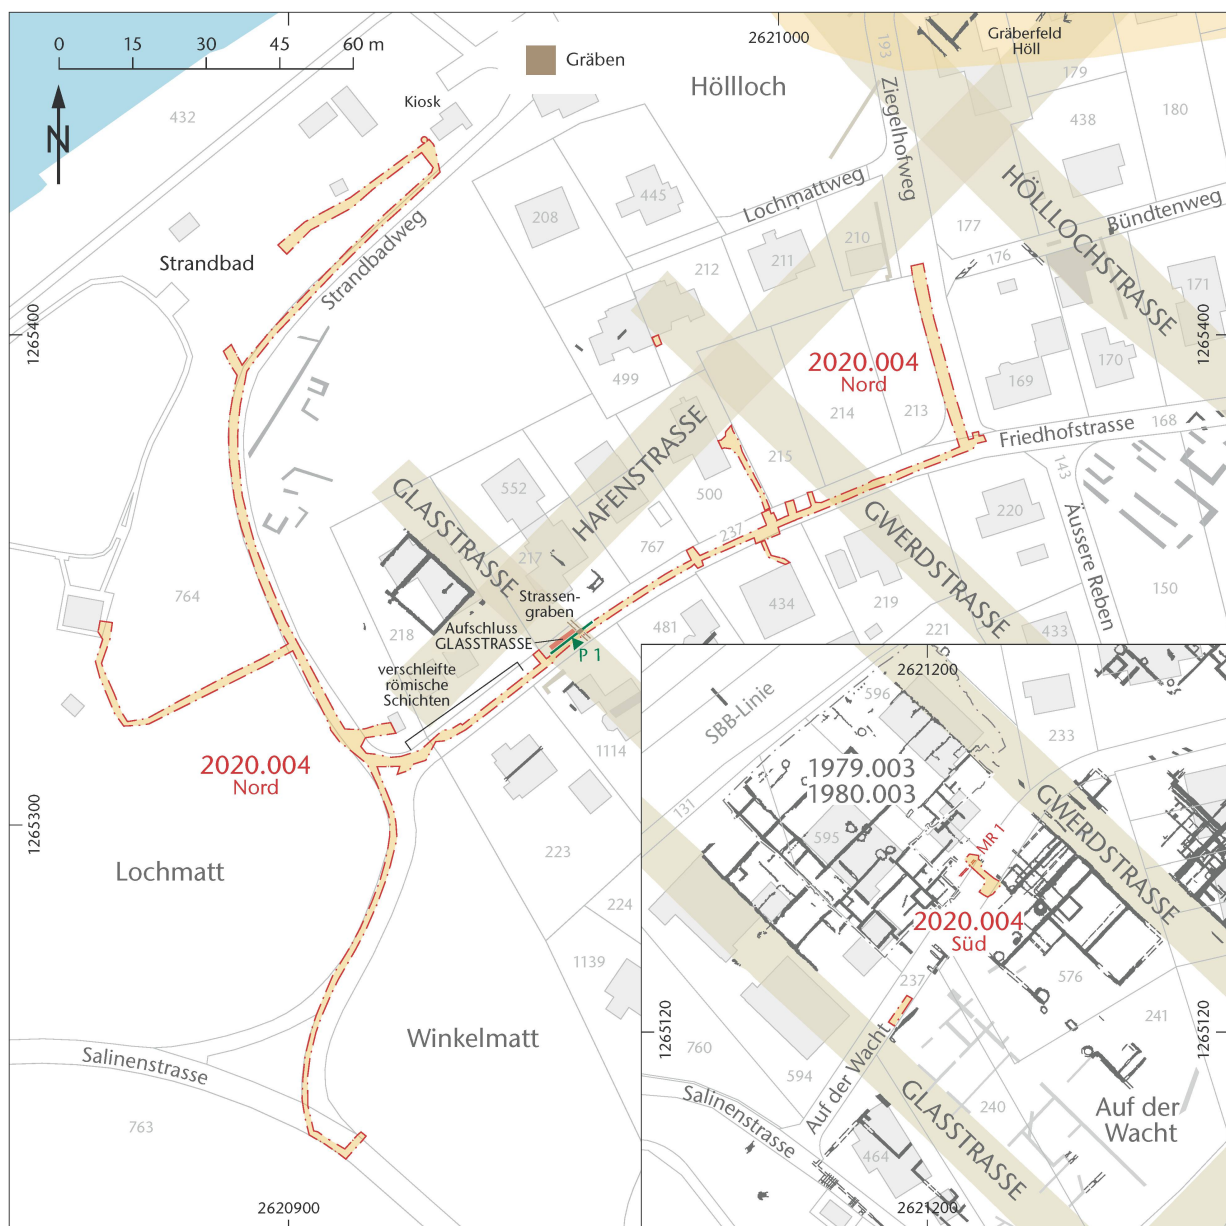 0 15 30 45 60 m
N
Gräben
2621000
Gräberfeld
Höll
Höllloch
193
179
180
438
432
Kiosk
Ziegelhofweg
HÖLLLOCHSTRASSE
Lochmattweg
Bündtenweg
445
208
177
210
176
211
212
171
Strandbad
Strandbadweg
1265400
1265400
2020.004
Nord
499
170
169
214
213
168
Friedhofstrasse
HAFENSTRASSE
215
143
GLASSTRASSE
552
500
220
Äussere Reben
237
767
217
GWERDSTRASSE
150
Strassen-
graben
764
434
219
218
Aufschluss
GLASSTRASSE
481
221
433
P 1
verschleifte
römische
Schichten
2621200
596
SBB-Linie
233
1114
2020.004
Nord
1979.003
1980.003
131
GWERDSTRASSE
1265300
595
MR 1
Lochmatt
223
224
2020.004
Süd
1139
237
576
241
Winkelmatt
1265120
1265120
760
Auf der Wacht
594
Salinenstrasse
GLASSTRASSE
240
Auf der
Wacht
Salinenstrasse
763
464
2620900
2621200